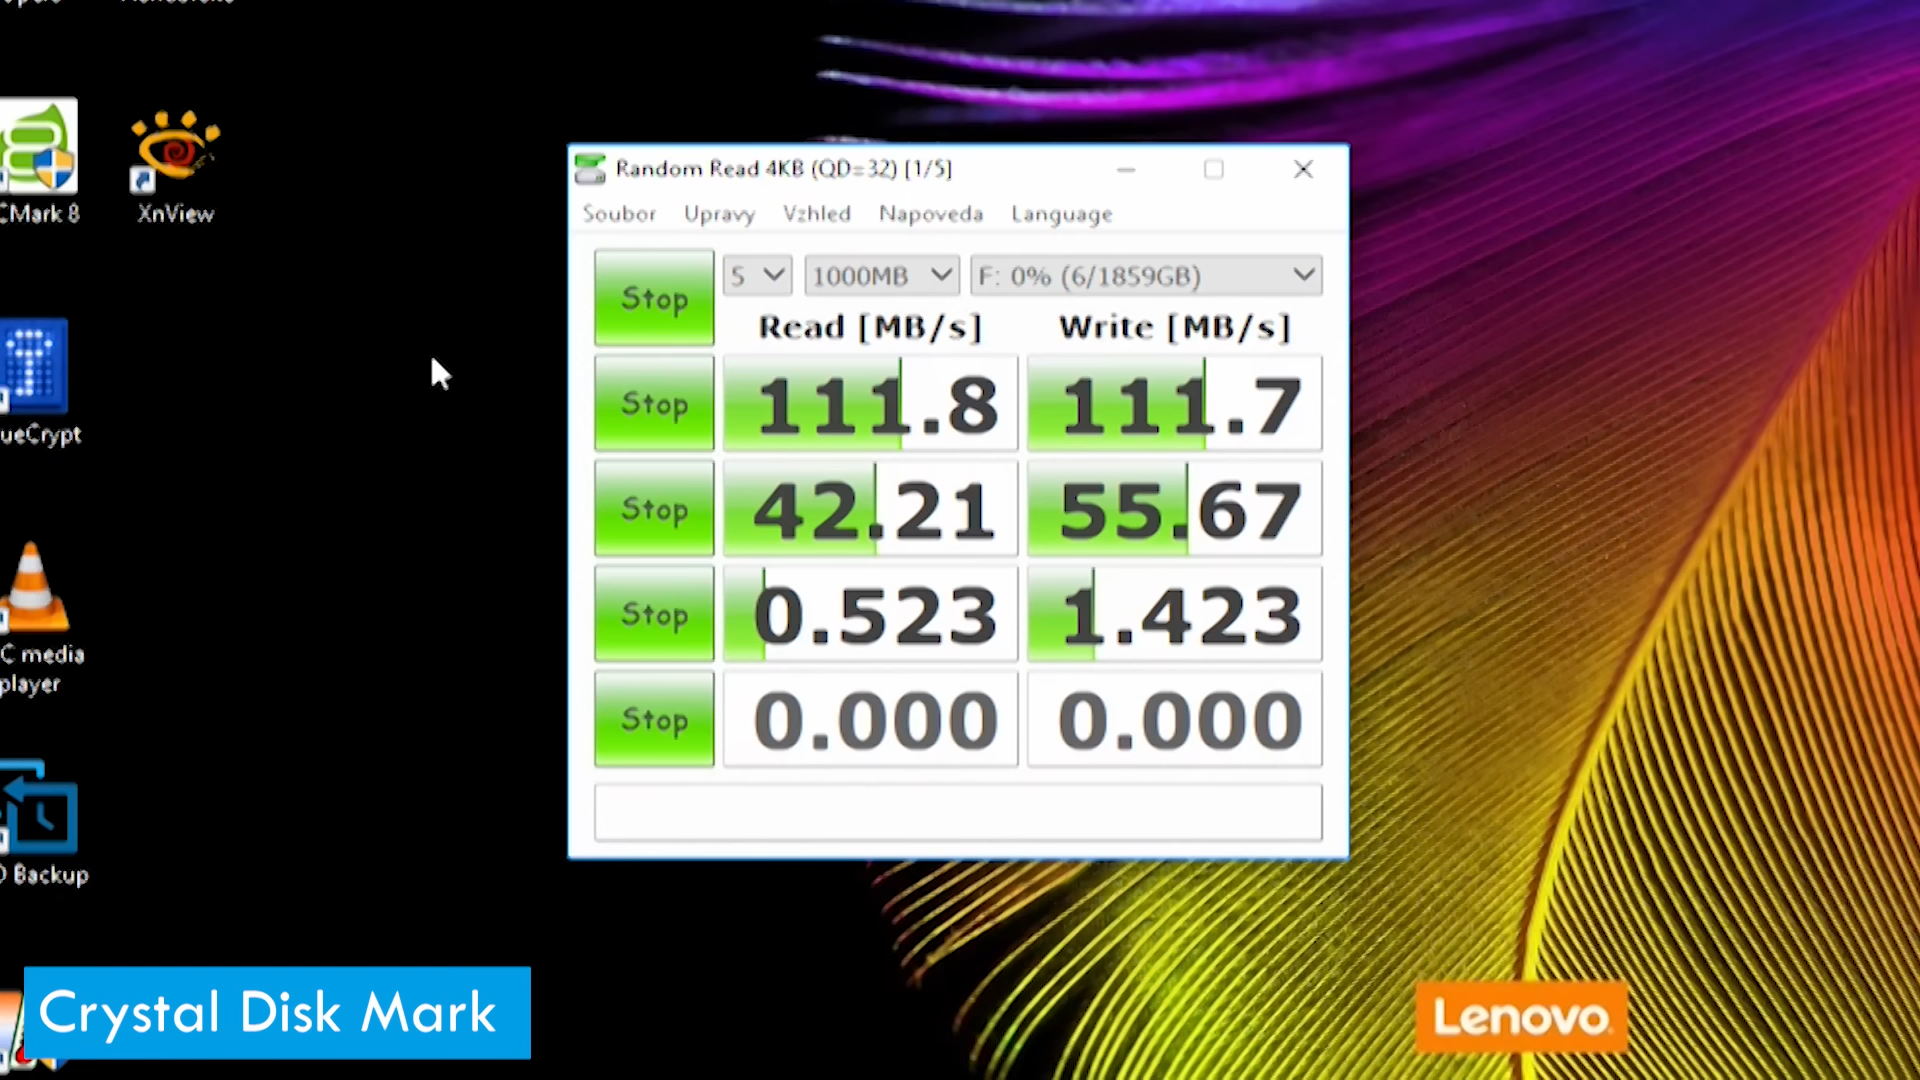 CMark 8
XnView
ueCrypt
C media
player
Backup
Random Read 4KB (QD=32) [1/5]
Soubor Upravy Vzhled Napoveda Language
Stop 5 1000MB F: 0% (6/1859GB)
Read [MB/s] Write [MB/s]
Stop 111.8 111.7
Stop 42.21 55.67
Stop 0.523 1.423
Stop 0.000 0.000
Crystal Disk Mark
Lenovo